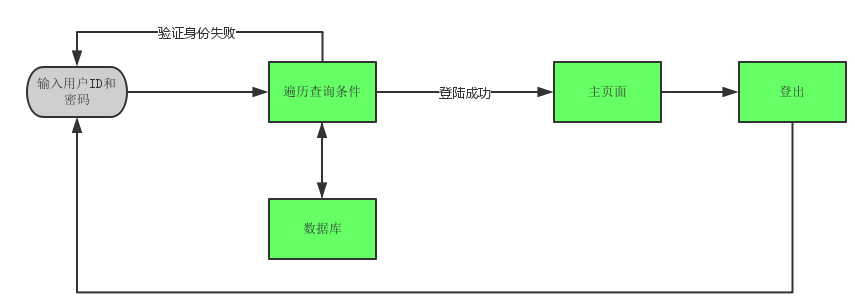 验证身份失败
输入用户ID和
密码
遍历查询条件
登陆成功
主页面
登出
数据库